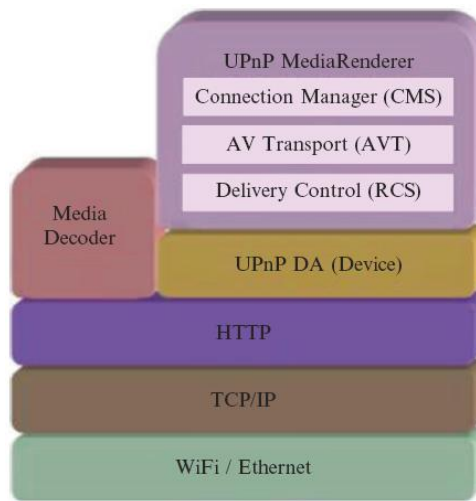 UPnP MediaRenderer
Connection Manager (CMS)
AV Transport (AVT)
Delivery Control (RCS)
Media
Decoder
UPnP DA (Device)
HTTP
TCP/IP
WiFi / Ethernet